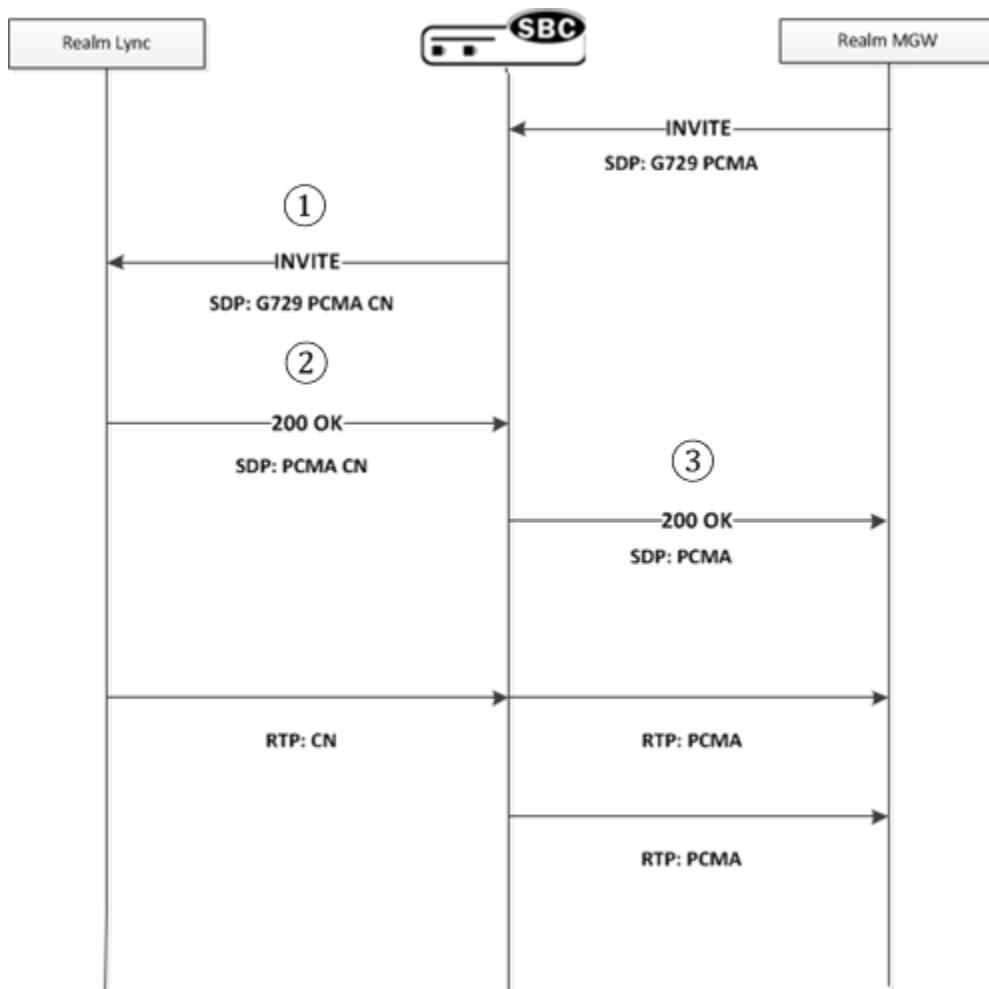 Realm Lync
SBC
Realm MGW
INVITE
SDP: G729 PCMA
①
INVITE
SDP: G729 PCMA CN
②
200 OK
SDP: PCMA CN
③
200 OK
SDP: PCMA
RTP: CN
RTP: PCMA
RTP: PCMA